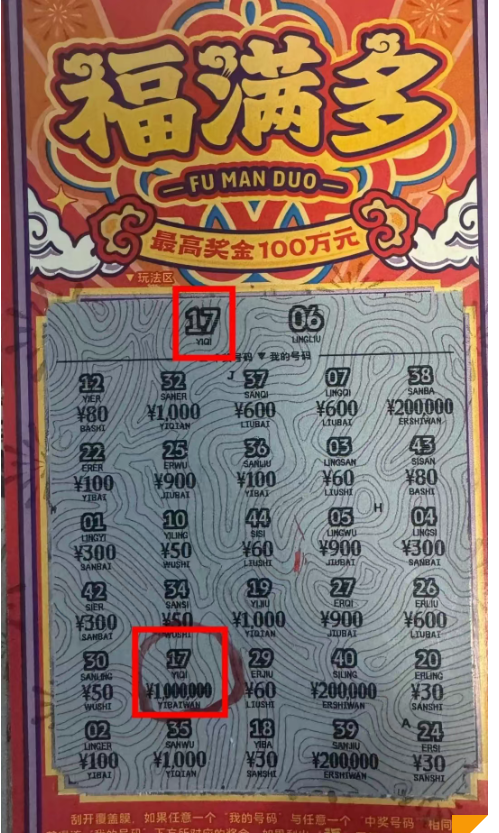 福满多
FU MAN DUO
最高奖金100万元
▼玩法区
17 06
YIQI LINGLIU
号码 ▼ 我的号码
12 32 J 37 07 38
YIER SANER SANQI LINGQI SANBA
¥80 ¥1,000 ¥600 ¥600 ¥200,000
BASHI YIQIAN LIUBAI LIUBAI ERSHIWAN
22 25 36 03 43
ERER ERWU SANLIU LINGSAN SISAN
¥100 ¥900 ¥100 ¥60 ¥80
YIBAI JIUBAI YIBAI LIUSHI BASHI
N H
01 10 44 05 04
LINGYI YILING SISI LINGWU LINGSI
¥300 ¥50 ¥60 ¥900 ¥300
SANBAI WUSHI LIUSHI JIUBAI SANBAI
42 34 19 27 26
SIER SANSI YIJIU ERQI ERLIU
¥300 ¥50 ¥1,000 ¥900 ¥600
SANBAI WUSHI YIQIAN JIUBAI LIUBAI
30 17 29 40 20
SANLING YIQI ERJIU SILING ERLING
¥50 ¥1,000,000 ¥60 ¥200,000 ¥30
WUSHI YIBAIWAN LIUSHI ERSHIWAN SANSHI
02 35 18 39 A 24
LINGER SANWU YIBA SANJIU ERSI
¥100 ¥1,000 ¥30 ¥200,000 ¥30
YIBAI YIQIAN SANSHI ERSHIWAN SANSHI
刮开覆盖膜,如果任意一个“我的号码”与任意一个“中奖号码”相同